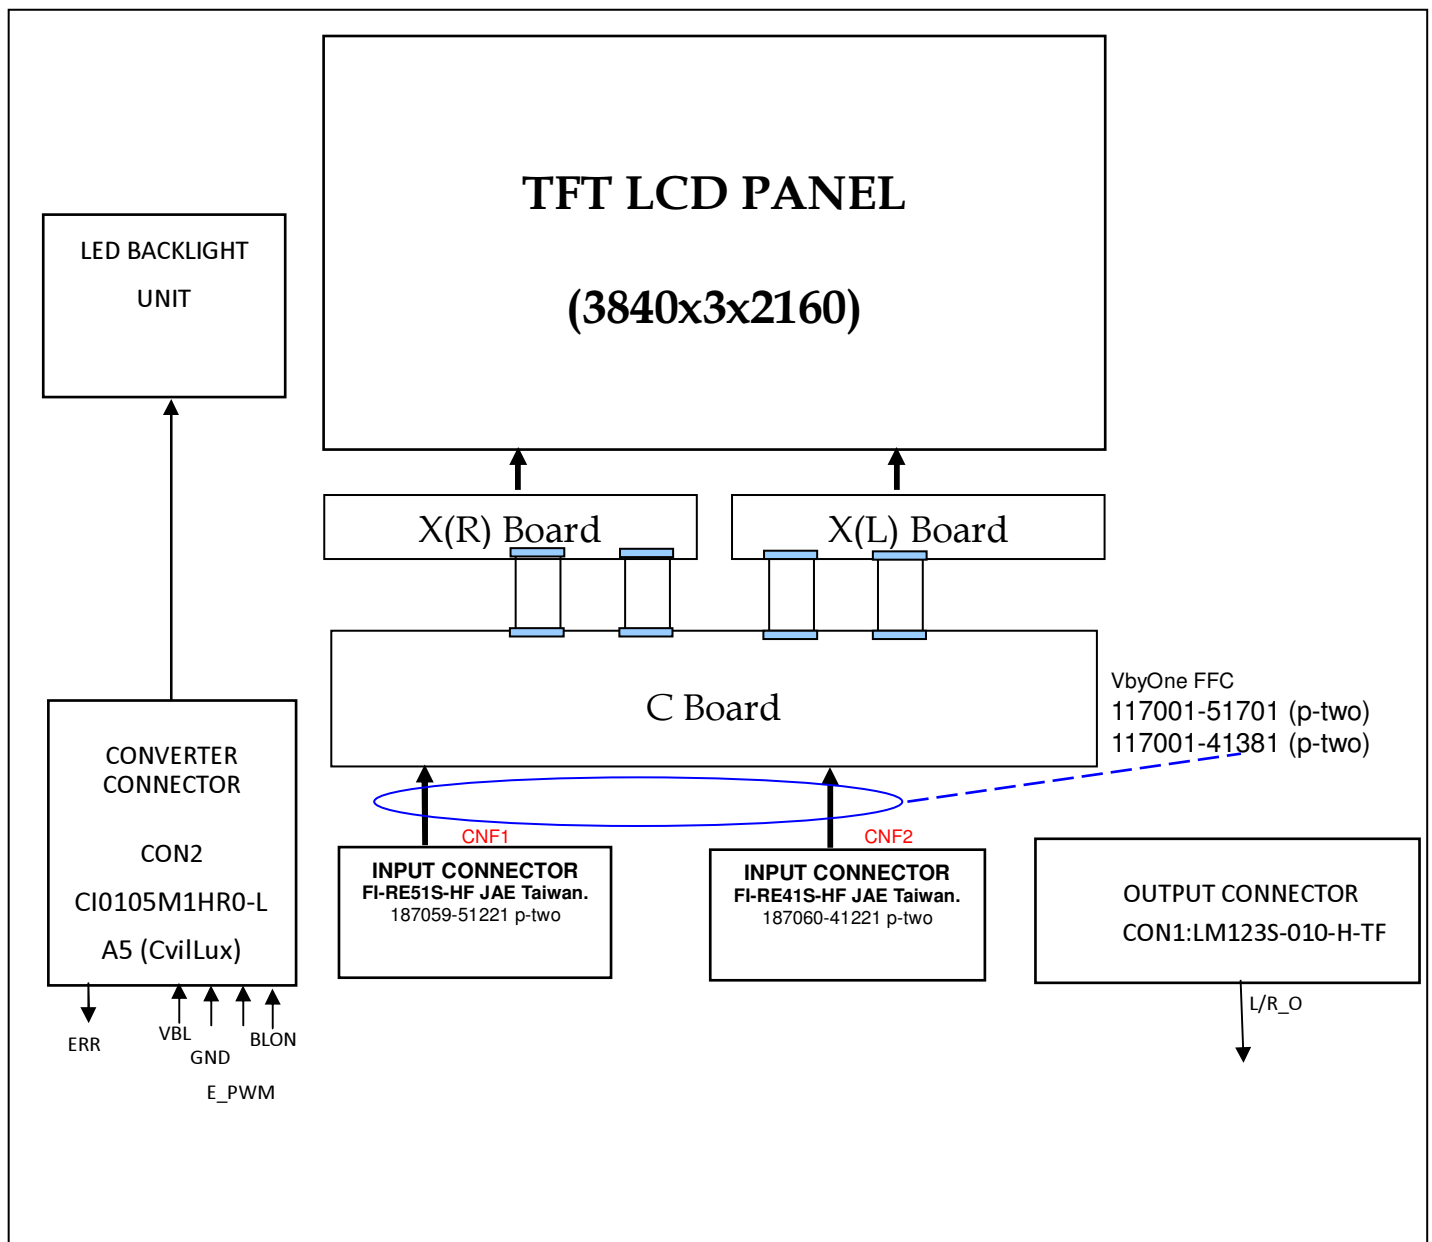 TFT LCD PANEL
(3840x3x2160)
LED BACKLIGHT
UNIT
X(R) Board
X(L) Board
C Board
VbyOne FFC
117001-51701 (p-two)
117001-41381 (p-two)
CONVERTER
CONNECTOR
CON2
CI0105M1HR0-L
A5 (CvilLux)
ERR
VBL
GND
E_PWM
BLON
CNF1
INPUT CONNECTOR
FI-RE51S-HF JAE Taiwan.
187059-51221 p-two
CNF2
INPUT CONNECTOR
FI-RE41S-HF JAE Taiwan.
187060-41221 p-two
OUTPUT CONNECTOR
CON1:LM123S-010-H-TF
L/R_O